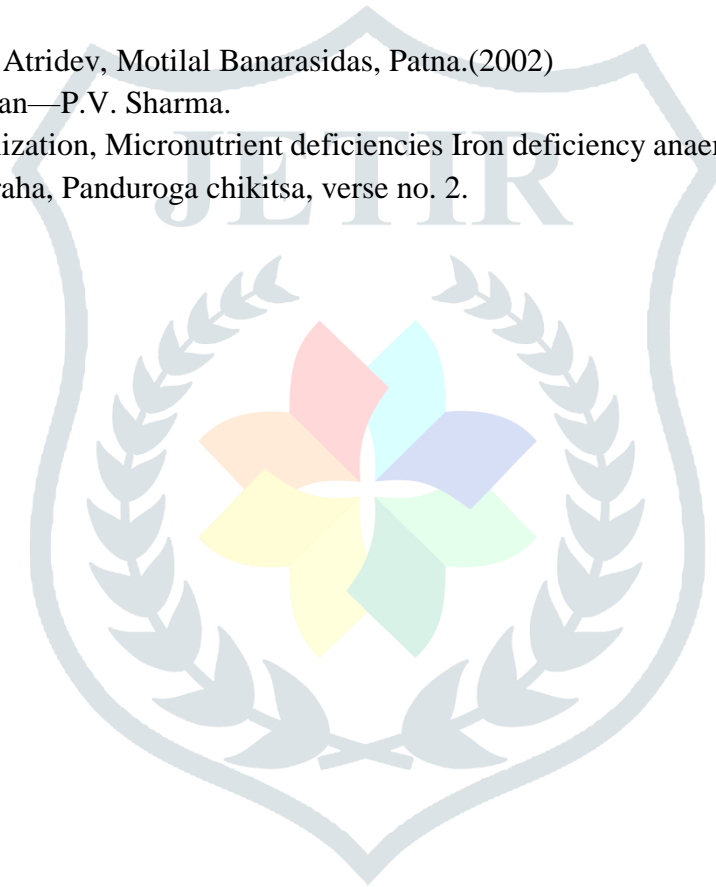 Atridev, Motilal Banarasidas, Patna.(2002)
an—P.V. Sharma.
ization, Micronutrient deficiencies Iron deficiency anaer
raha, Panduroga chikitsa, verse no. 2.
JETIR